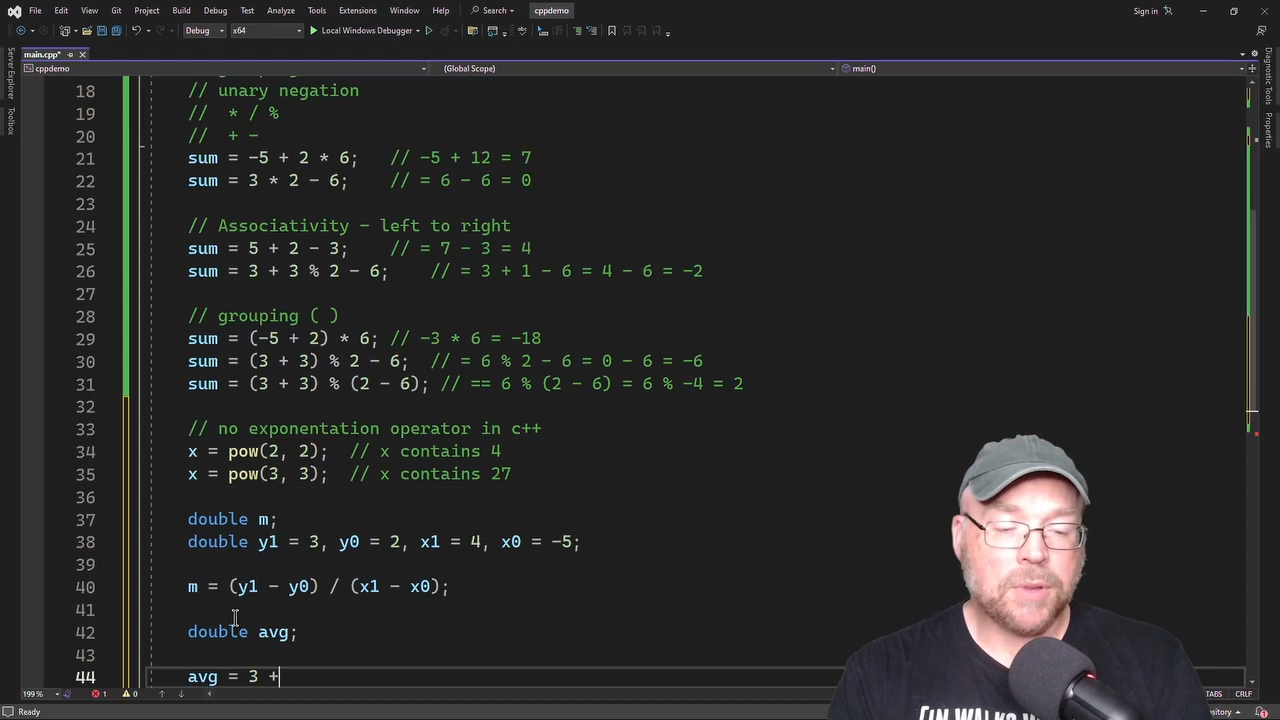 File Edit View Git Project Build Debug Test Analyze Tools Extensions Window Help Search cppdemo Sign in
Debug x64 Local Windows Debugger
main.cpp*
cppdemo (Global Scope) main()
Server Explorer
Toolbox
Diagnostic Tools
Properties
18 // unary negation
19 //  * / %
20 //  + -
21 sum = -5 + 2 * 6;   // -5 + 12 = 7
22 sum = 3 * 2 - 6;    // = 6 - 6 = 0
23
24 // Associativity - left to right
25 sum = 5 + 2 - 3;    // = 7 - 3 = 4
26 sum = 3 + 3 % 2 - 6;    // = 3 + 1 - 6 = 4 - 6 = -2
27
28 // grouping ( )
29 sum = (-5 + 2) * 6; // -3 * 6 = -18
30 sum = (3 + 3) % 2 - 6;  // = 6 % 2 - 6 = 0 - 6 = -6
31 sum = (3 + 3) % (2 - 6); // == 6 % (2 - 6) = 6 % -4 = 2
32
33 // no exponentation operator in c++
34 x = pow(2, 2);  // x contains 4
35 x = pow(3, 3);  // x contains 27
36
37 double m;
38 double y1 = 3, y0 = 2, x1 = 4, x0 = -5;
39
40 m = (y1 - y0) / (x1 - x0);
41
42 double avg;
43
44 avg = 3 +
199 % 1 0 TABS CRLF
Ready